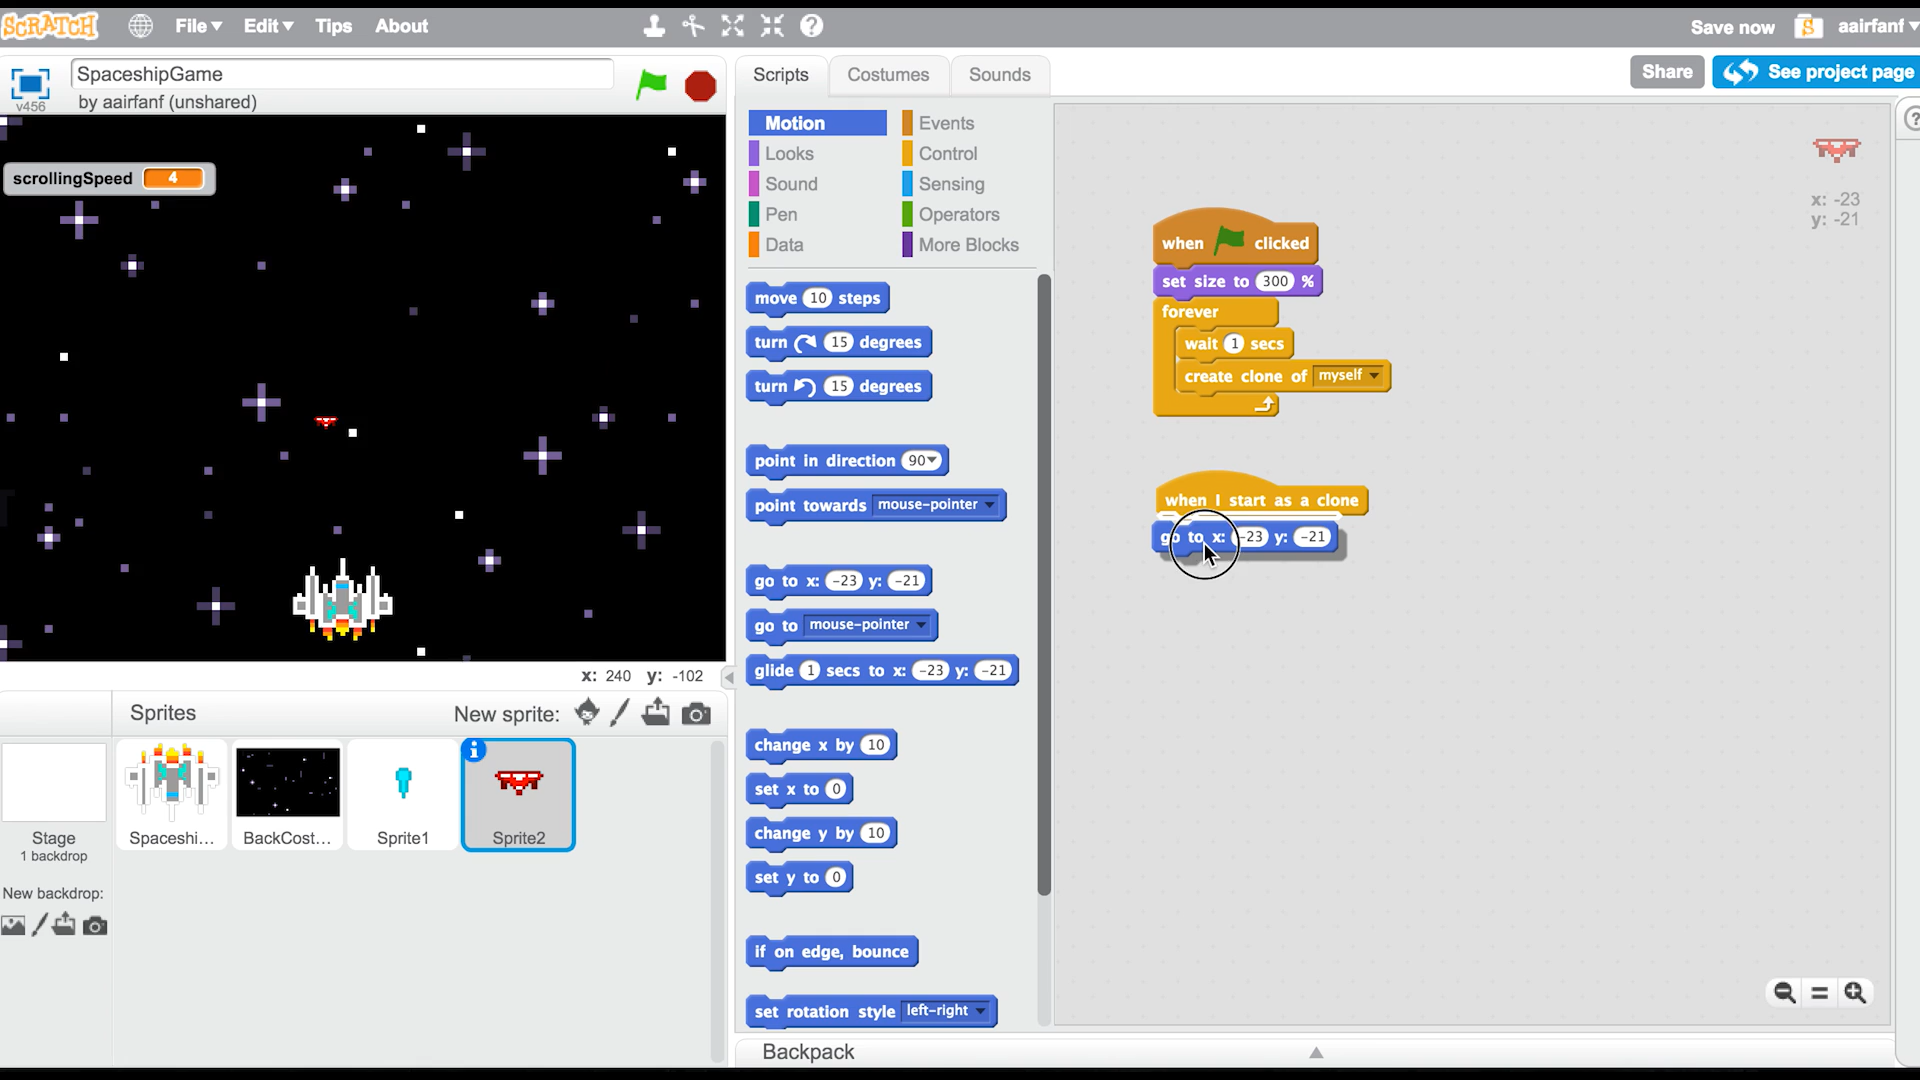 SCRATCH File Edit Tips About Save now S aairfanf
v456 SpaceshipGame
by aairfanf (unshared)
Scripts Costumes Sounds Share See project page
scrollingSpeed 4
x: 240 y: -102
Sprites New sprite:
Spaceshi... BackCost... Sprite1 Sprite2
Stage
1 backdrop
New backdrop:
Motion Events
Looks Control
Sound Sensing
Pen Operators
Data More Blocks
move 10 steps
turn 15 degrees
turn 15 degrees
point in direction 90
point towards mouse-pointer
go to x: -23 y: -21
go to mouse-pointer
glide 1 secs to x: -23 y: -21
change x by 10
set x to 0
change y by 10
set y to 0
if on edge, bounce
set rotation style left-right
when clicked
set size to 300 %
forever
wait 1 secs
create clone of myself
when I start as a clone
go to x: -23 y: -21
x: -23
y: -21
?
Backpack